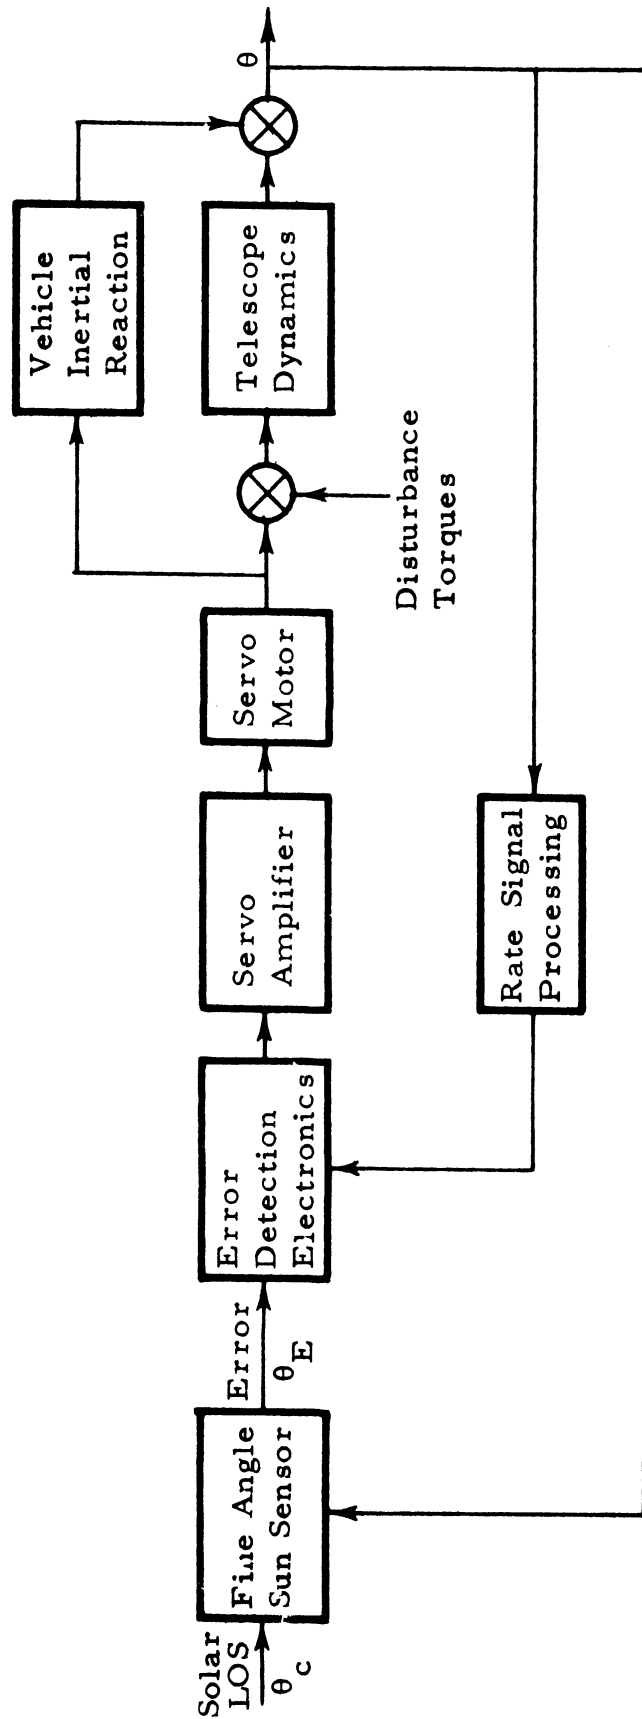 Solar
LOS
θc
Fine Angle
Sun Sensor
Error
θE
Error
Detection
Electronics
Servo
Amplifier
Servo
Motor
Disturbance
Torques
Vehicle
Inertial
Reaction
Telescope
Dynamics
θ
Rate Signal
Processing